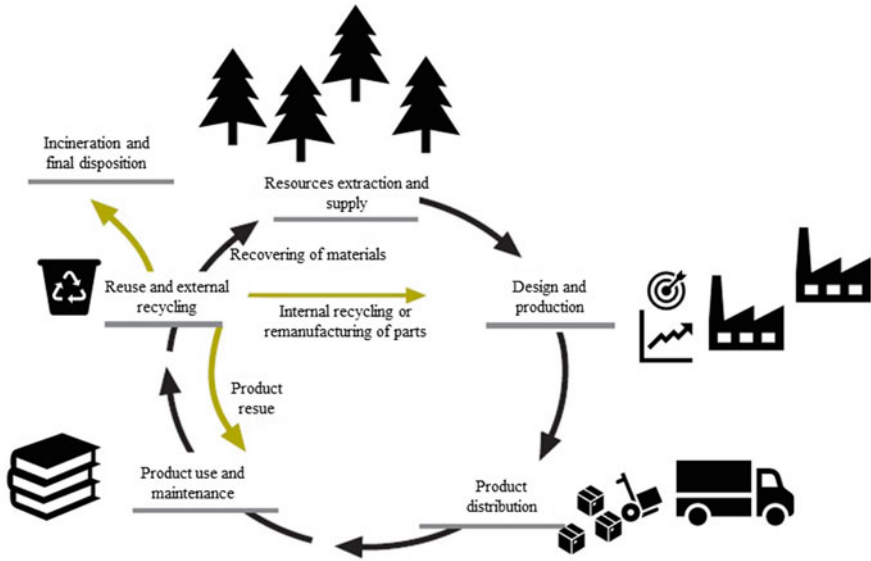 Incineration and
final disposition
Resources extraction and
supply
Recovering of materials
Reuse and external
recycling
Internal recycling or
remanufacturing of parts
Design and
production
Product
resue
Product use and
maintenance
Product
distribution